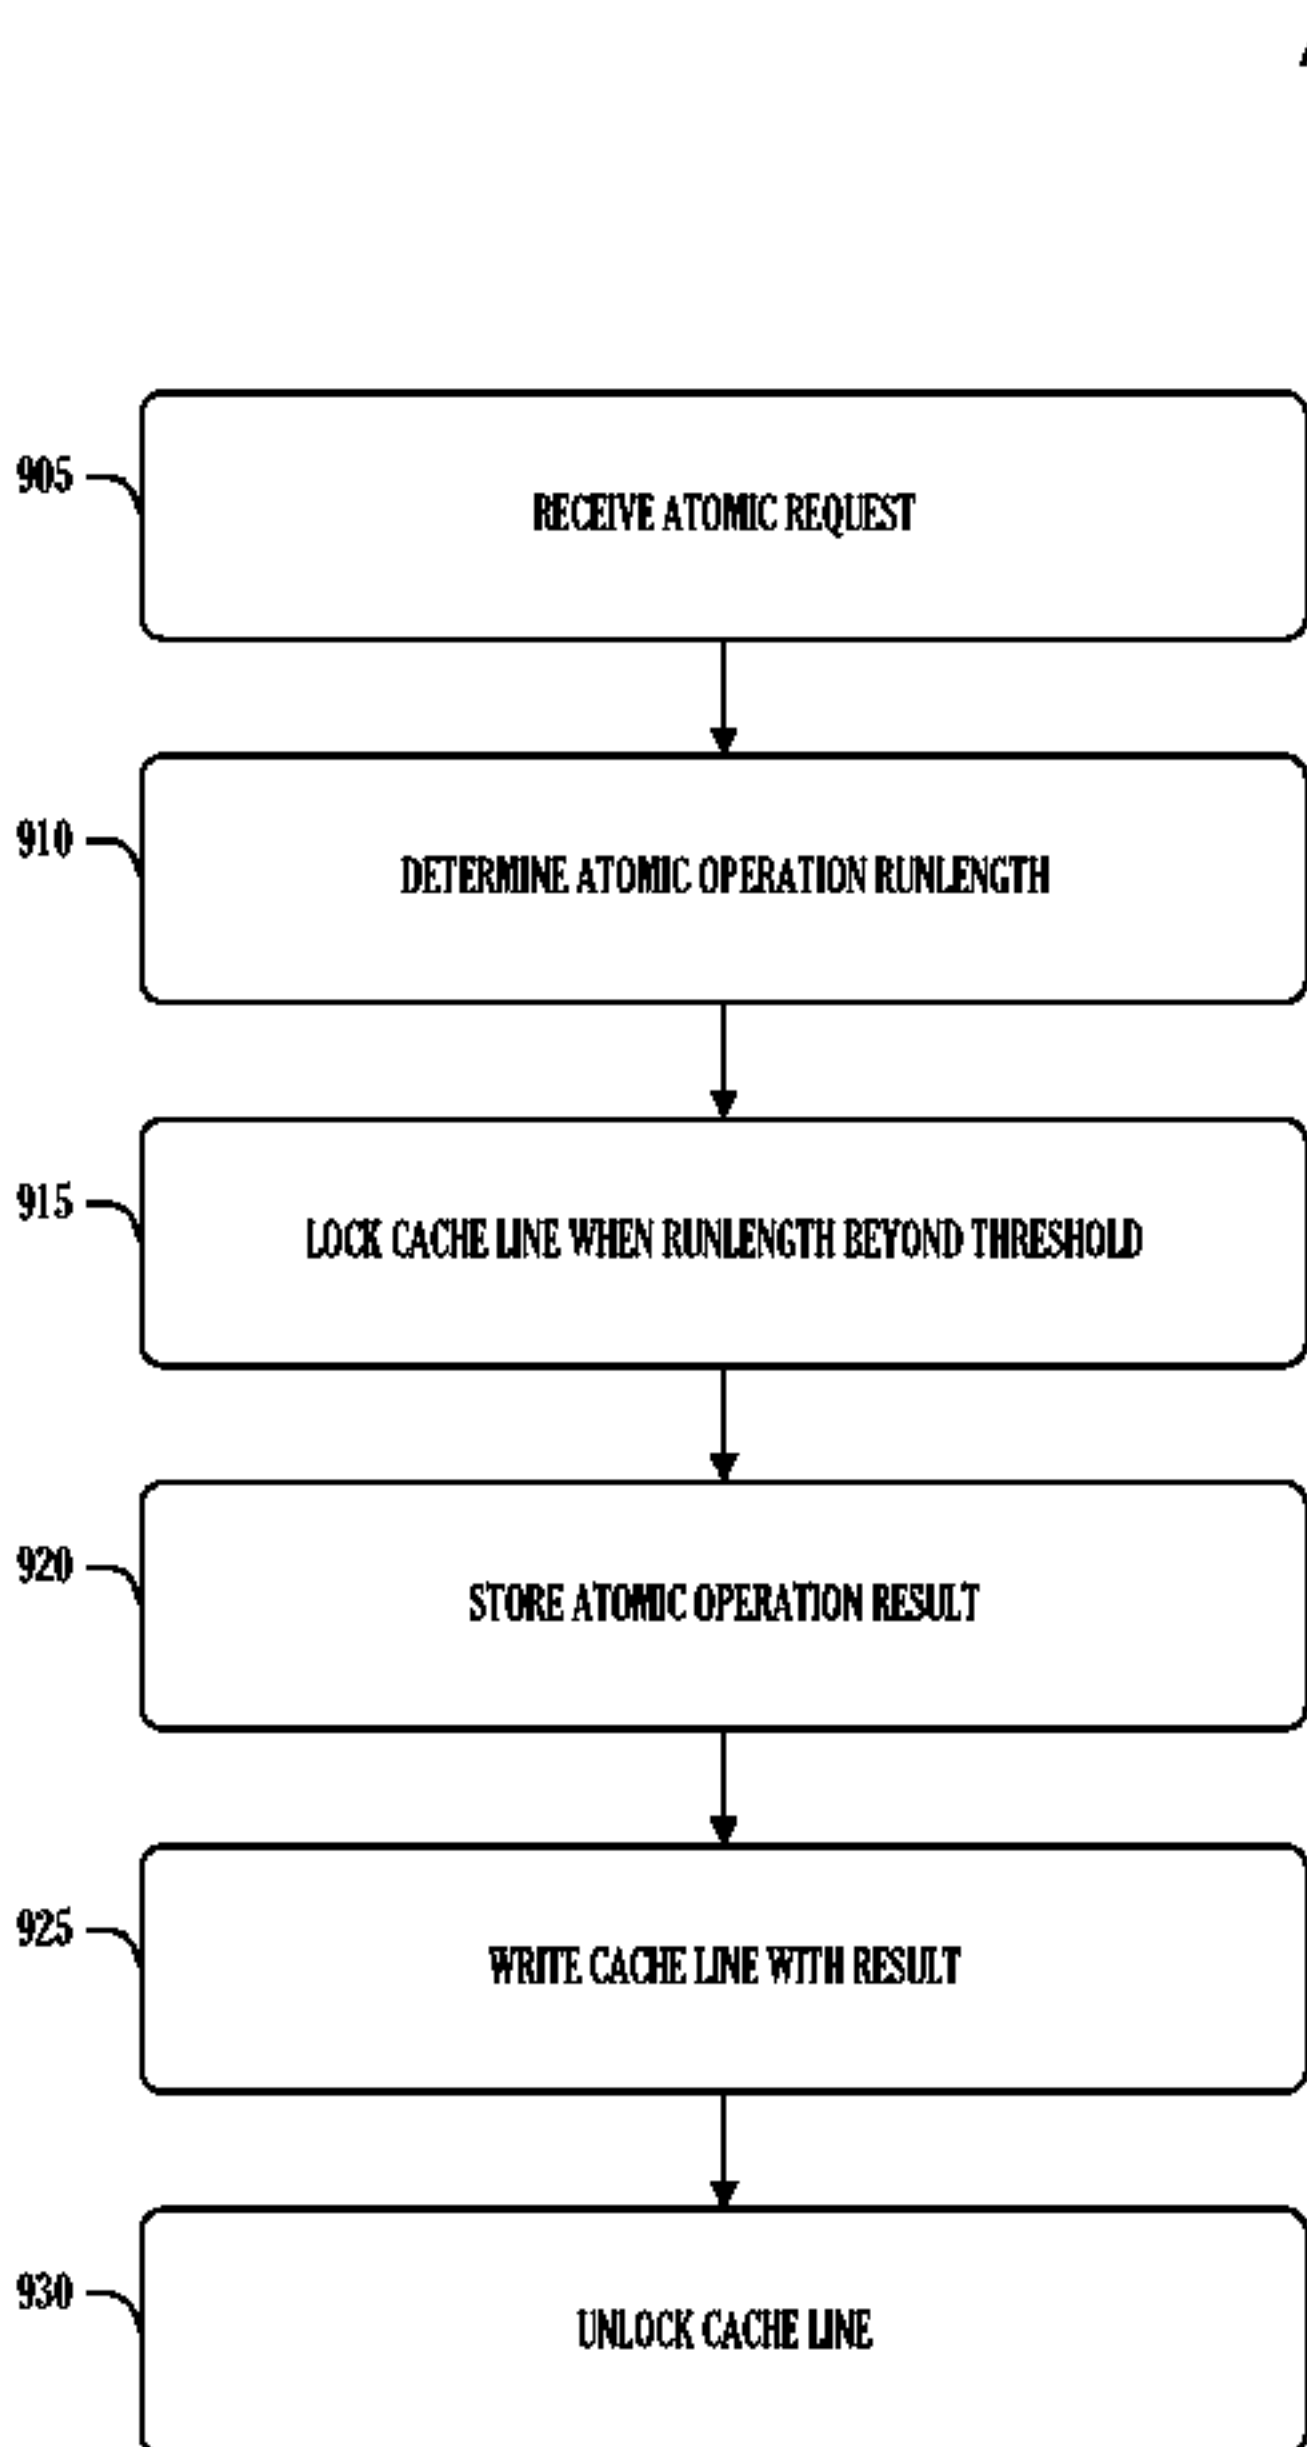 905
RECEIVE ATOMIC REQUEST
910
DETERMINE ATOMIC OPERATION RUNLENGTH
915
LOCK CACHE LINE WHEN RUNLENGTH BEYOND THRESHOLD
920
STORE ATOMIC OPERATION RESULT
925
WRITE CACHE LINE WITH RESULT
930
UNLOCK CACHE LINE